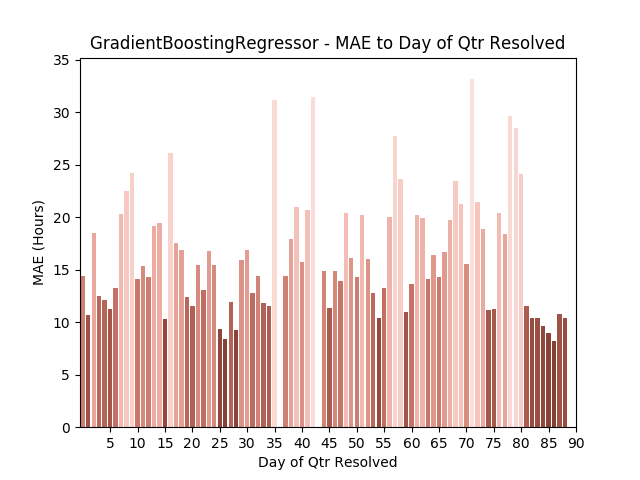 GradientBoostingRegressor - MAE to Day of Qtr Resolved
35
30
25
20
15
10
5
0
MAE (Hours)
5 10 15 20 25 30 35 40 45 50 55 60 65 70 75 80 85 90
Day of Qtr Resolved